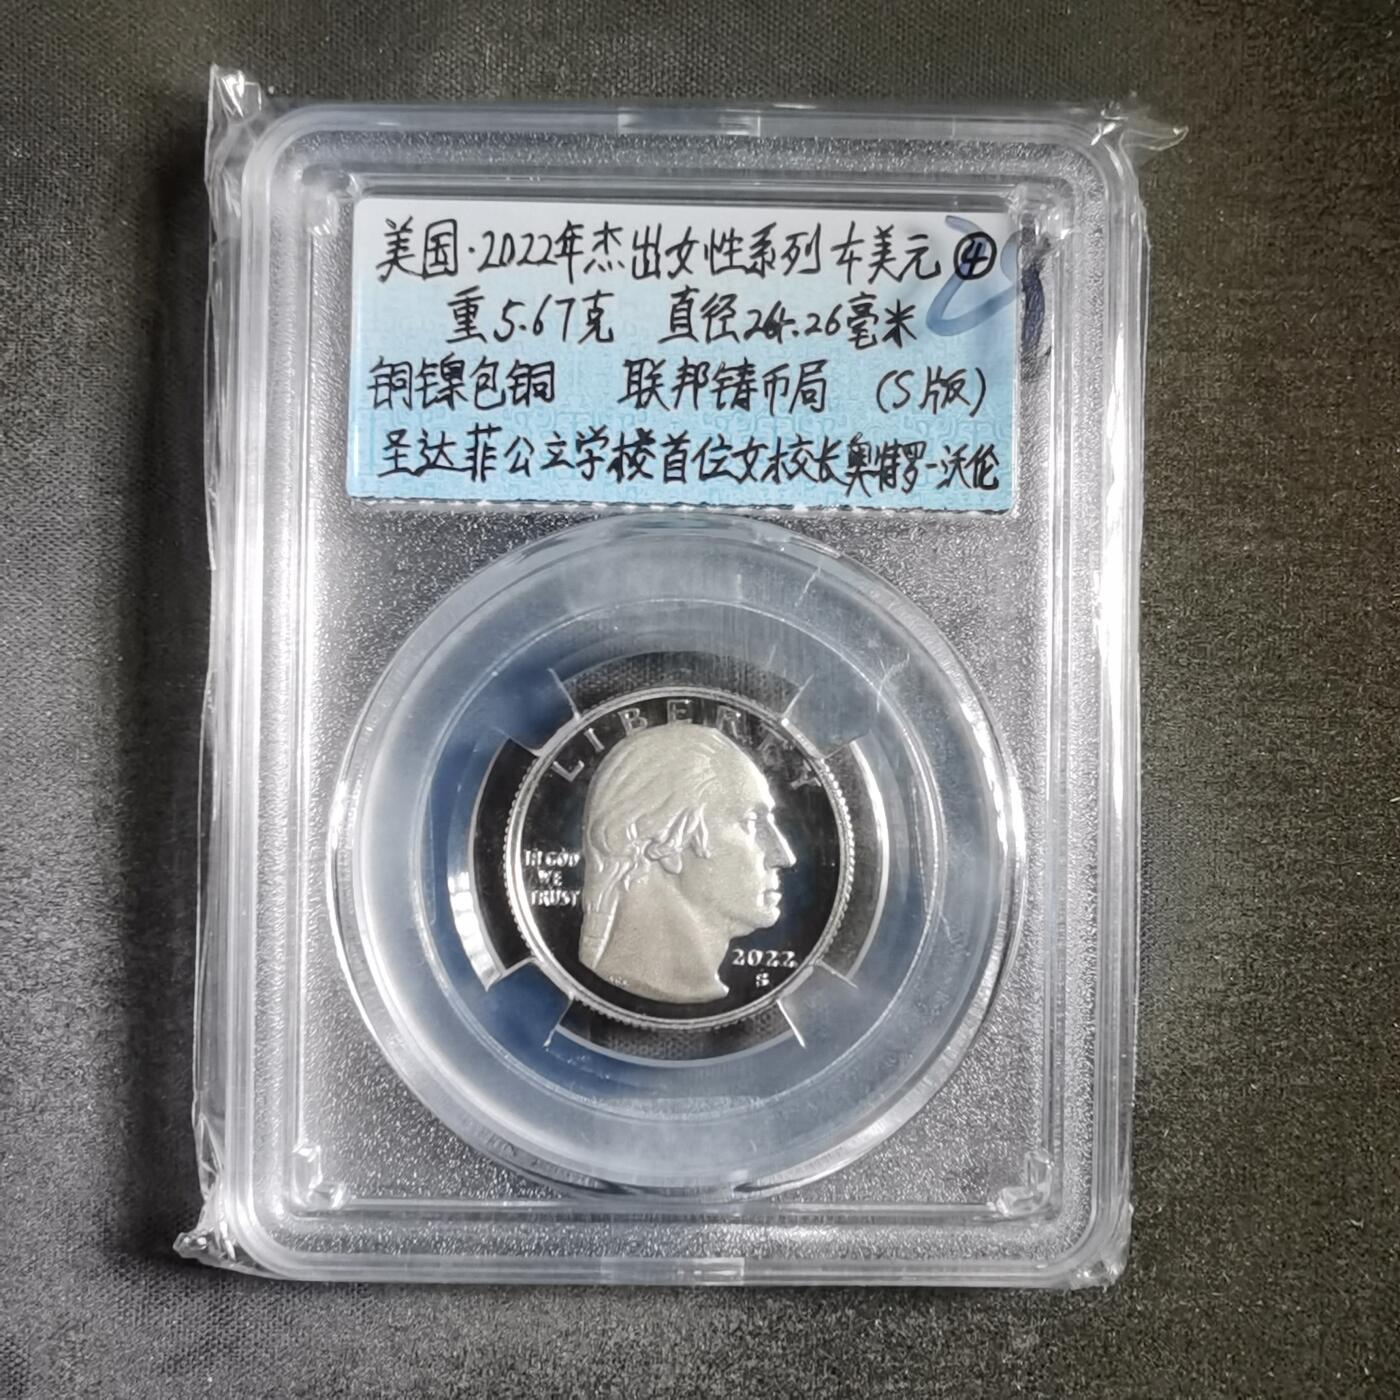 美国·2022年杰出女性系列 1/4美元 ④
重5.67克 直径24.26毫米
铜镍包铜 联邦铸币局 (S版)
圣达菲公立学校首位女校长奥特罗-沃伦
LIBERTY
IN GOD
WE
TRUST
2022
S